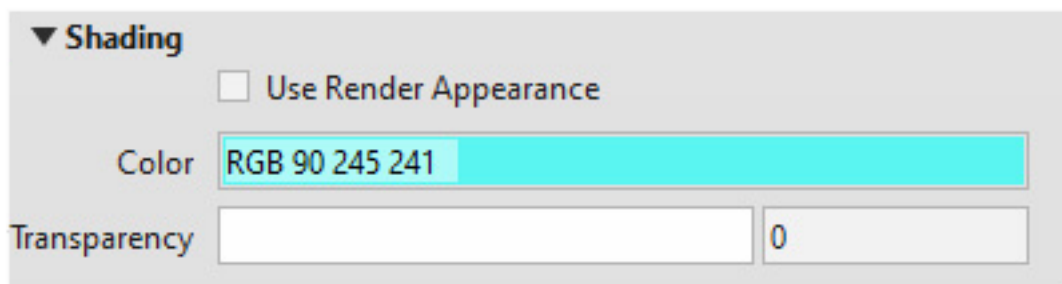 Shading
Use Render Appearance
Color RGB 90 245 241
Transparency 0